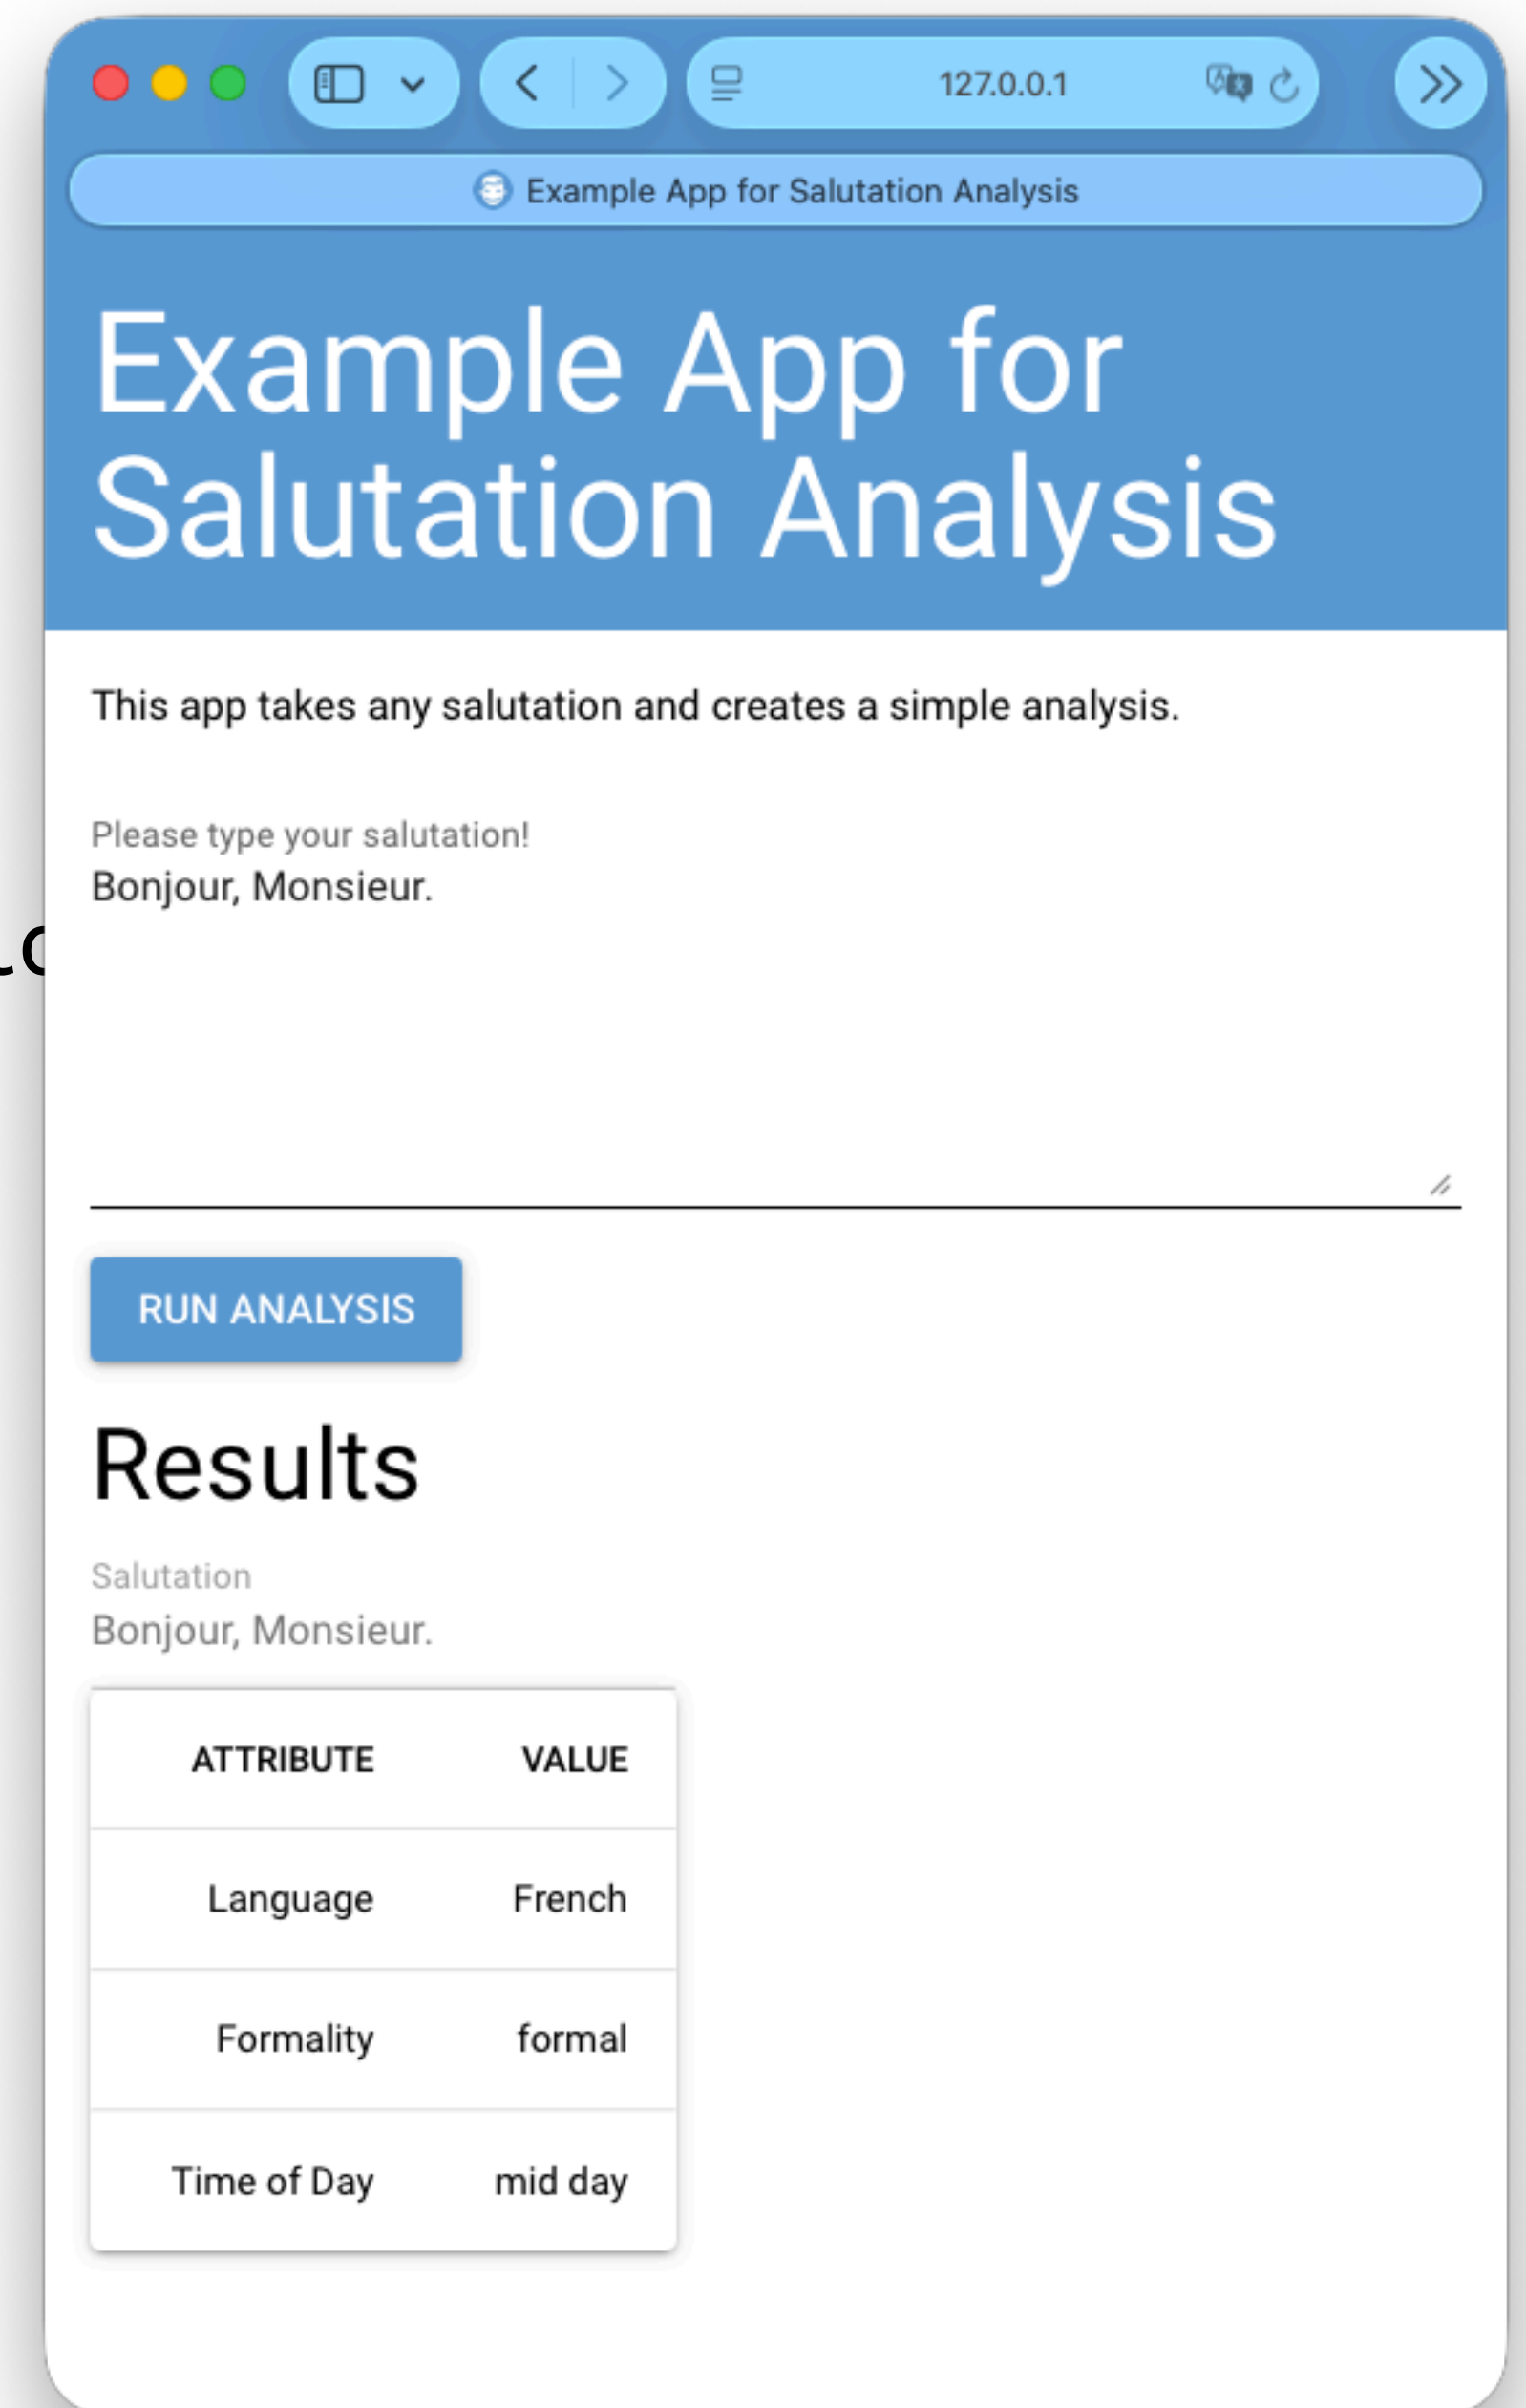 127.0.0.1
Example App for Salutation Analysis
Example App for
Salutation Analysis
This app takes any salutation and creates a simple analysis.
Please type your salutation!
Bonjour, Monsieur.
RUN ANALYSIS
Results
Salutation
Bonjour, Monsieur.
ATTRIBUTE VALUE
Language French
Formality formal
Time of Day mid day